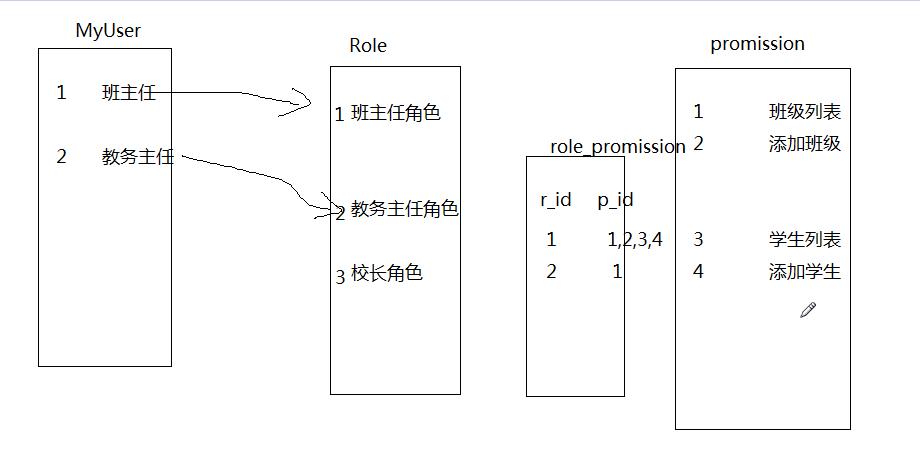 MyUser
1 班主任
2 教务主任
Role
1 班主任角色
2 教务主任角色
3 校长角色
role_promission
r_id p_id
1 1,2,3,4
2 1
promission
1 班级列表
2 添加班级
3 学生列表
4 添加学生